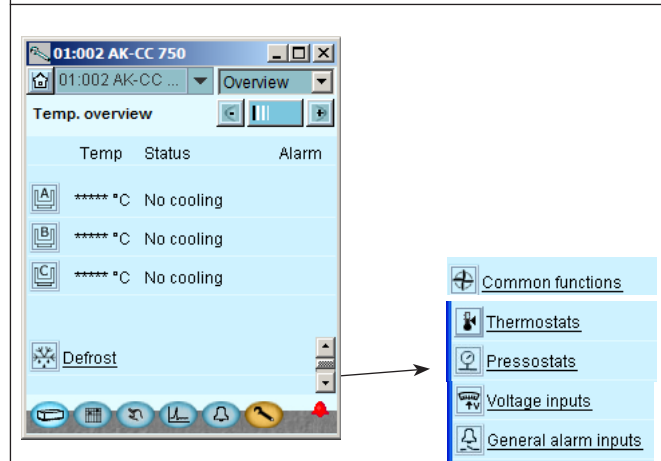 01:002 AK-CC 750
01:002 AK-CC ... Overview
Temp. overview
Temp Status Alarm
A ***** °C No cooling
B ***** °C No cooling
C ***** °C No cooling
Defrost
Common functions
Thermostats
Pressostats
V Voltage inputs
General alarm inputs